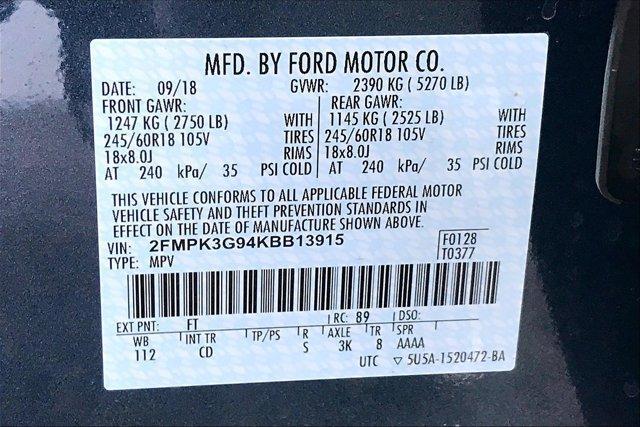 MFD. BY FORD MOTOR CO.
DATE: 09/18 GVWR: 2390 KG ( 5270 LB)
FRONT GAWR: REAR GAWR:
1247 KG ( 2750 LB) WITH 1145 KG ( 2525 LB) WITH
245/60R18 105V TIRES 245/60R18 105V TIRES
18x8.0J RIMS 18x8.0J RIMS
AT 240 kPa/ 35 PSI COLD AT 240 kPa/ 35 PSI COLD
THIS VEHICLE CONFORMS TO ALL APPLICABLE FEDERAL MOTOR
VEHICLE SAFETY AND THEFT PREVENTION STANDARDS IN
EFFECT ON THE DATE OF MANUFACTURE SHOWN ABOVE.
VIN: 2FMPK3G94KBB13915 F0128
TYPE: MPV T0377
EXT PNT: FT RC: 89 DSO:
WB INT TR TP/PS R AXLE TR SPR
112 CD S 3K 8 AAAA
UTC ▽ 5U5A-1520472-BA